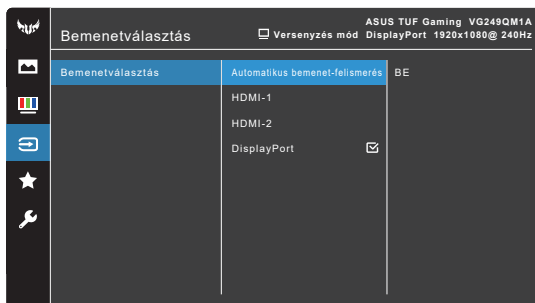 ASUS TUF Gaming VG249QM1A
Bemenetválasztás
Versenyzés mód DisplayPort 1920x1080@ 240Hz
Bemenetválasztás
Automatikus bemenet-felismerés BE
HDMI-1
HDMI-2
DisplayPort